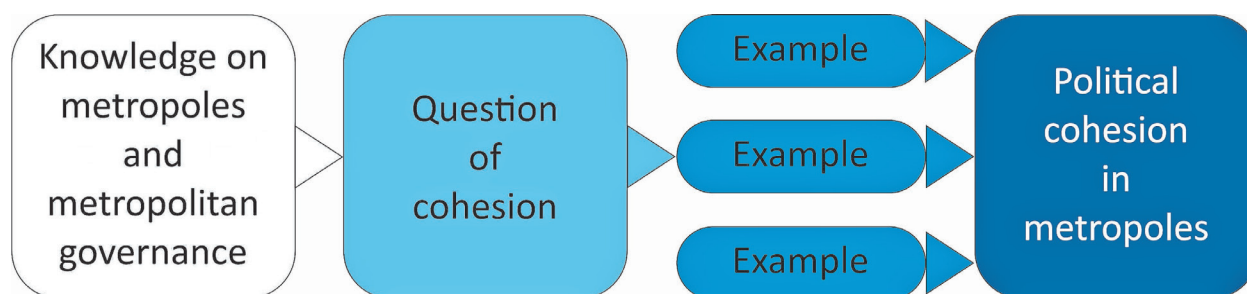 Knowledge on
metropoles
and
metropolitan
governance
Question
of
cohesion
Example
Example
Example
Political
cohesion
in
metropoles